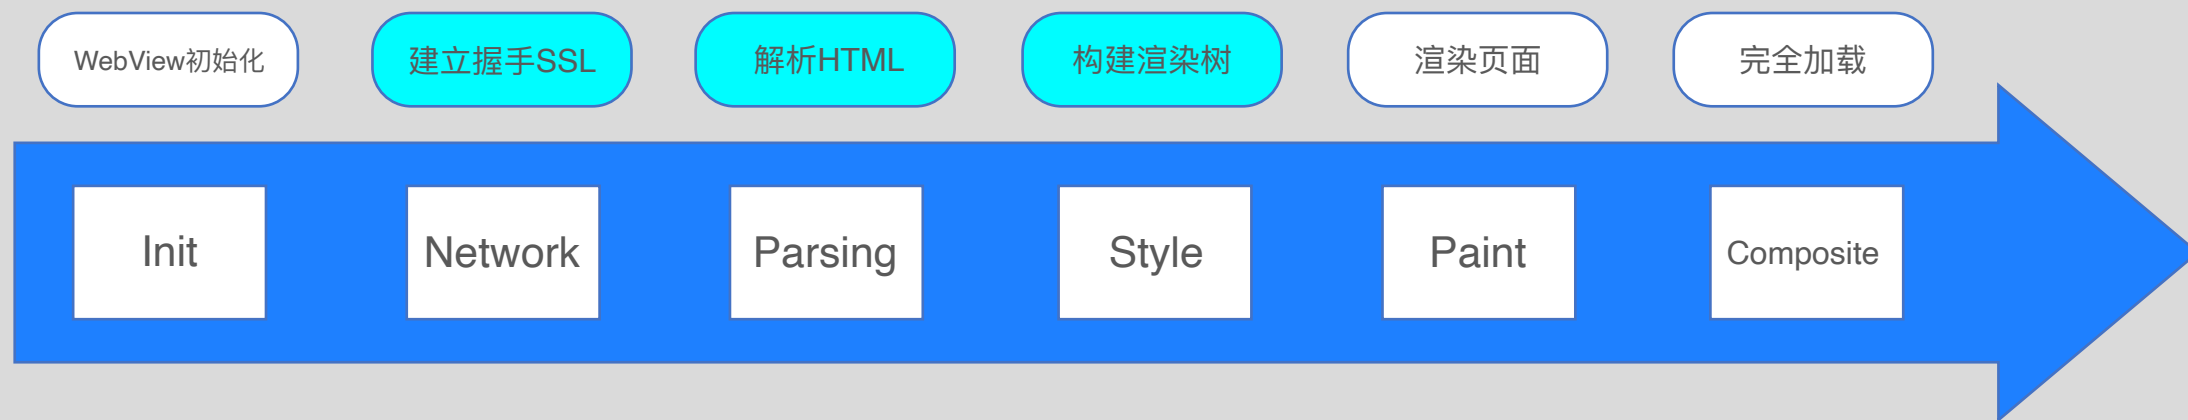 WebView初始化
建立握手SSL
解析HTML
构建渲染树
渲染页面
完全加载
Init
Network
Parsing
Style
Paint
Composite